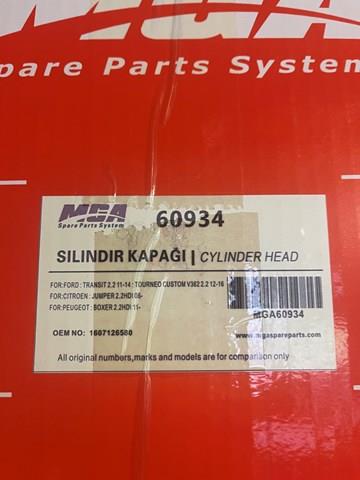 MGA
Spare Parts System
MGA
Spare Parts System
60934
SILINDIR KAPAĞI | CYLINDER HEAD
FOR:FORD : TRANSIT 2.2 11-14 : TOURNEO CUSTOM V362 2.2 12-16
FOR:CITROEN : JUMPER 2.2HDI 06-
FOR:PEUGEOT : BOXER 2.2HDI 11-
MGA60934
OEM NO: 1607126580
www.mgaspareparts.com
All original numbers,marks and models are for comparison only